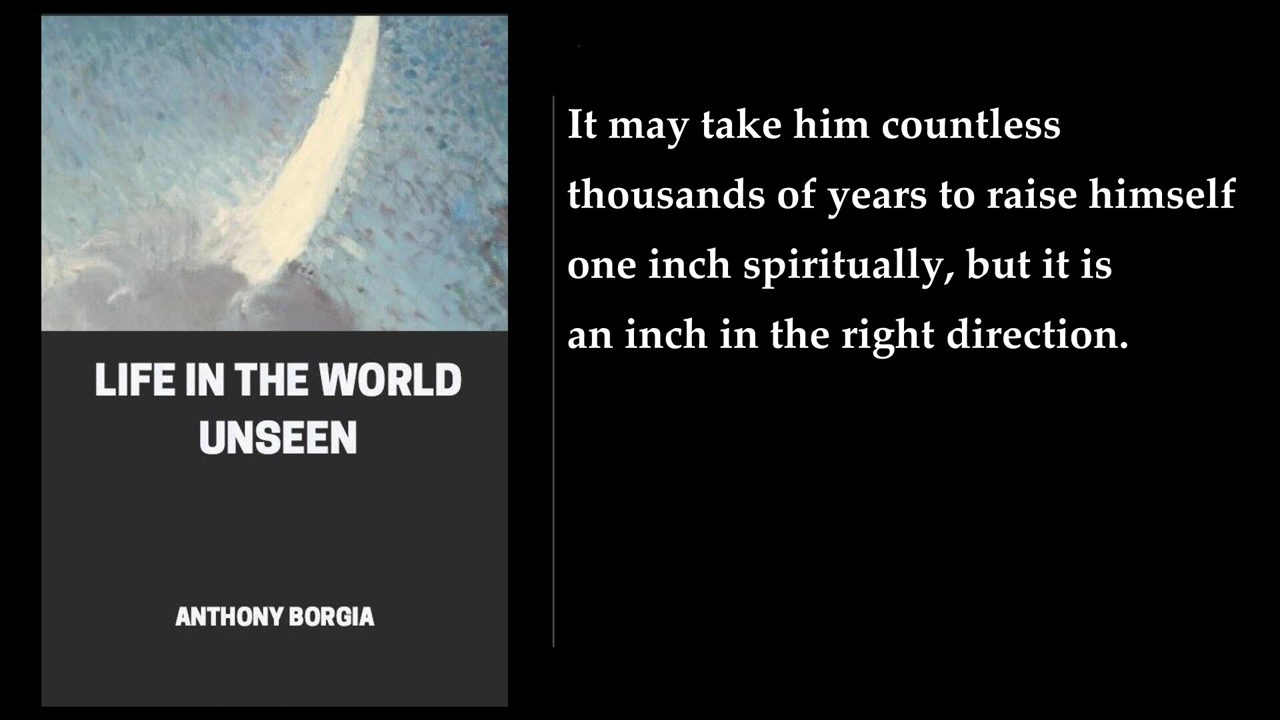 LIFE IN THE WORLD
UNSEEN
ANTHONY BORGIA
It may take him countless
thousands of years to raise himself
one inch spiritually, but it is
an inch in the right direction.